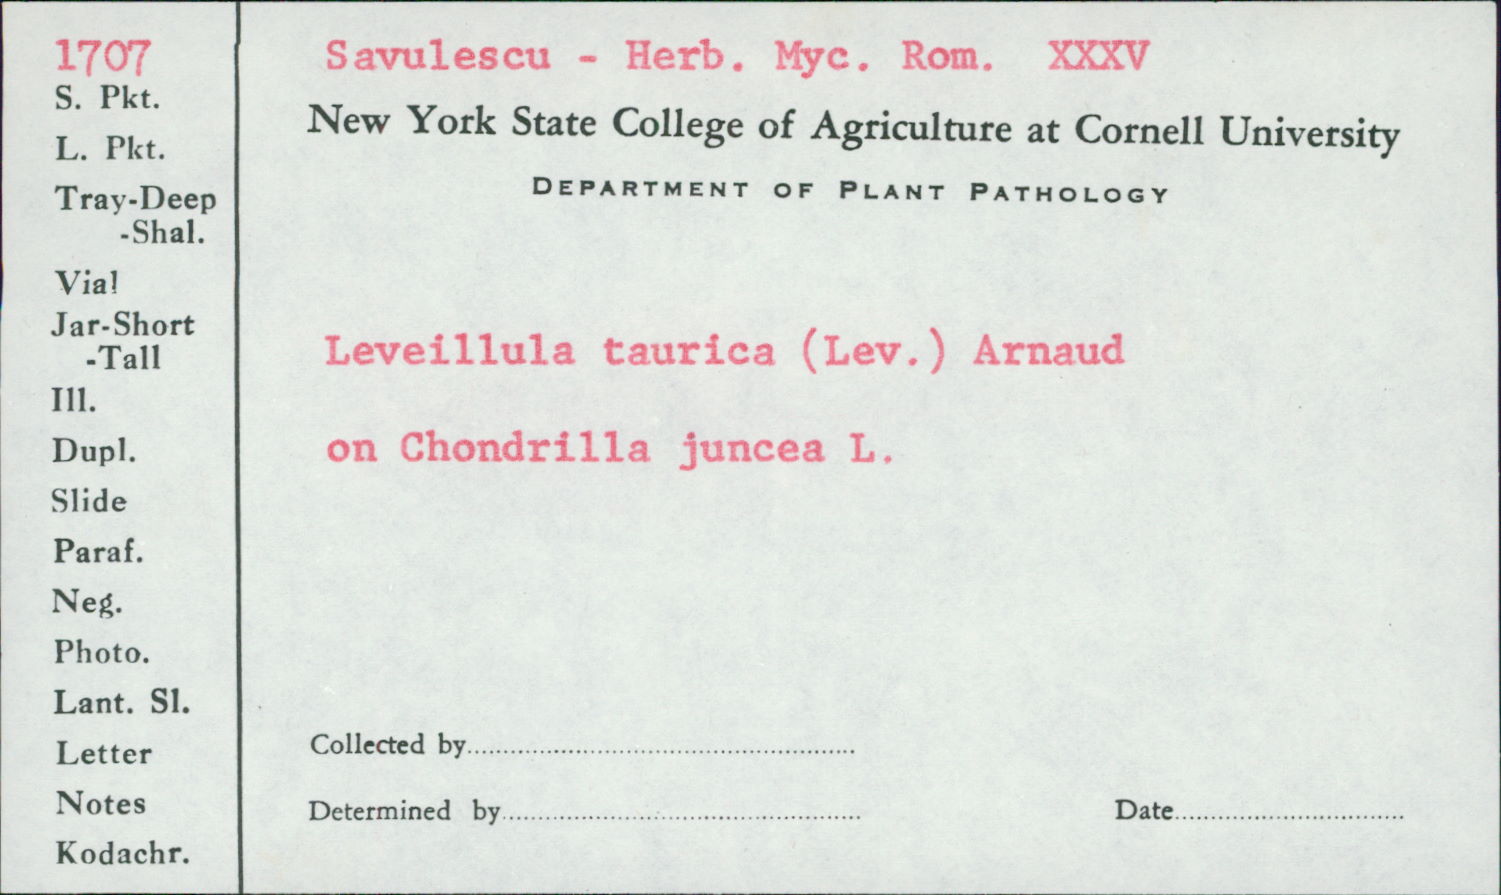 1707
Savulescu - Herb. Myc. Rom. XXXV
New York State College of Agriculture at Cornell University
DEPARTMENT OF PLANT PATHOLOGY
S. Pkt.
L. Pkt.
Tray-Deep
-Shal.
Vial
Jar-Short
-Tall
Ill.
Dupl.
Slide
Paraf.
Neg.
Photo.
Lant. Sl.
Letter
Notes
Kodachr.
Leveillula taurica (Lev.) Arnaud
on Chondrilla juncea L.
Collected by
Determined by
Date